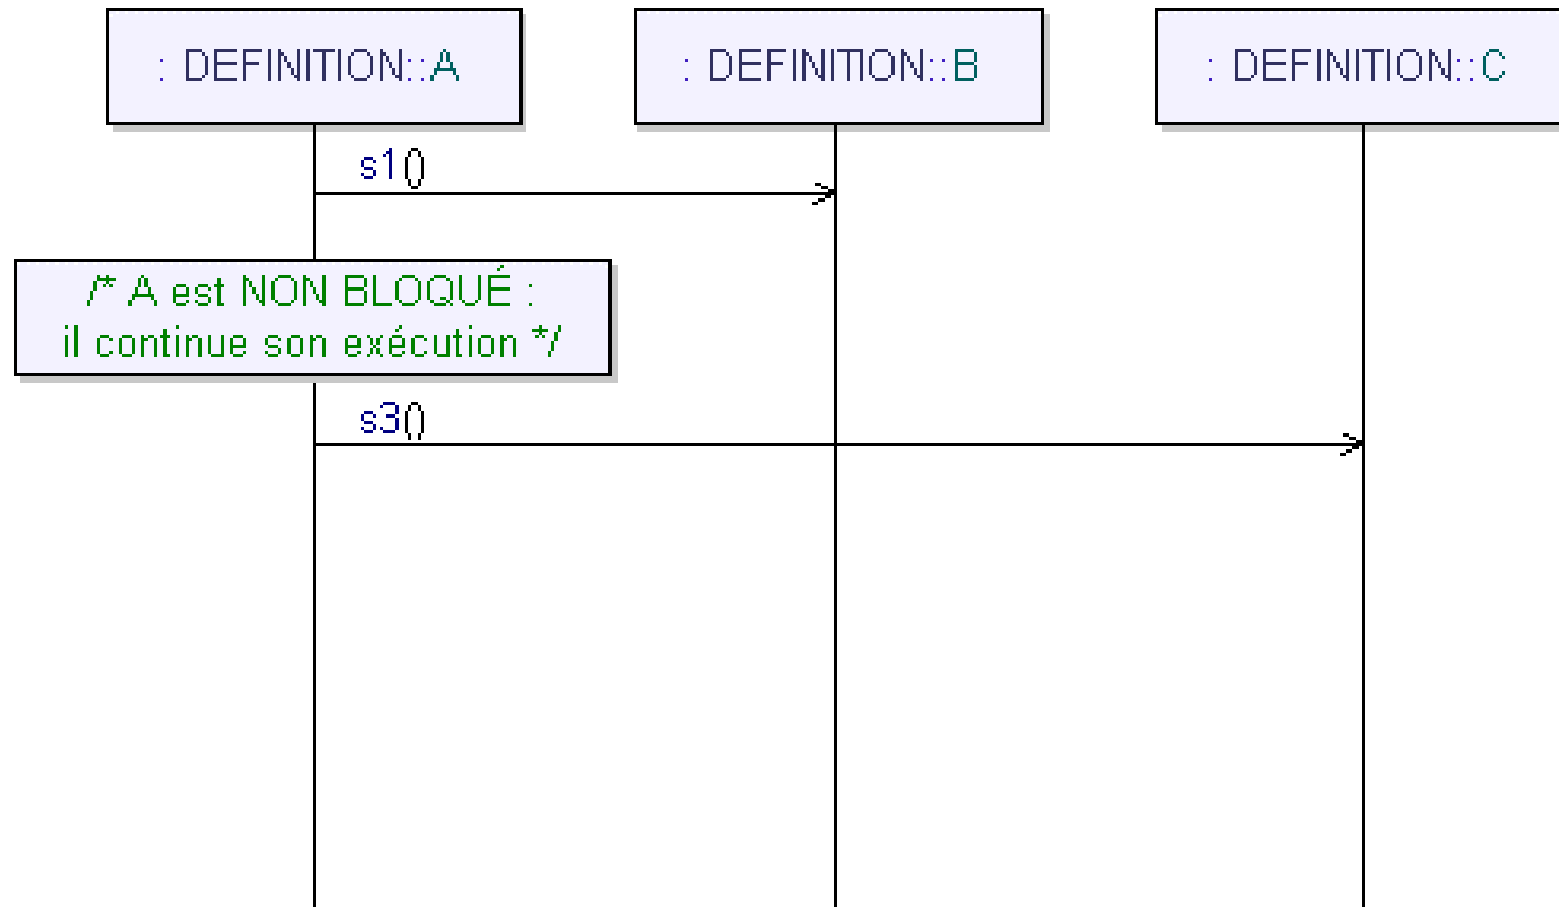 : DEFINITION::A
: DEFINITION::B
: DEFINITION::C
s1()
/* A est NON BLOQUÉ :
il continue son exécution */
s3()